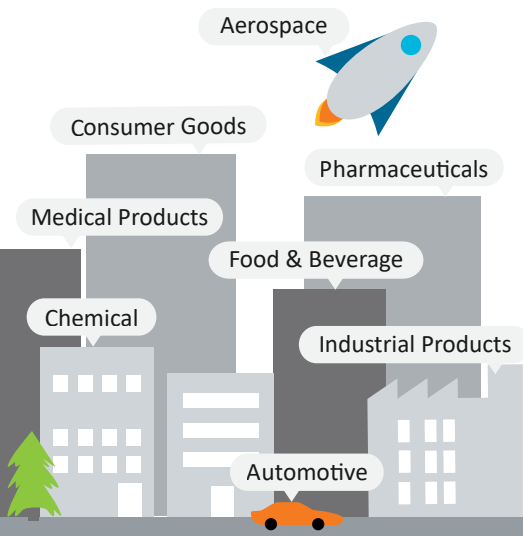 Aerospace
Consumer Goods
Pharmaceuticals
Medical Products
Food & Beverage
Chemical
Industrial Products
Automotive